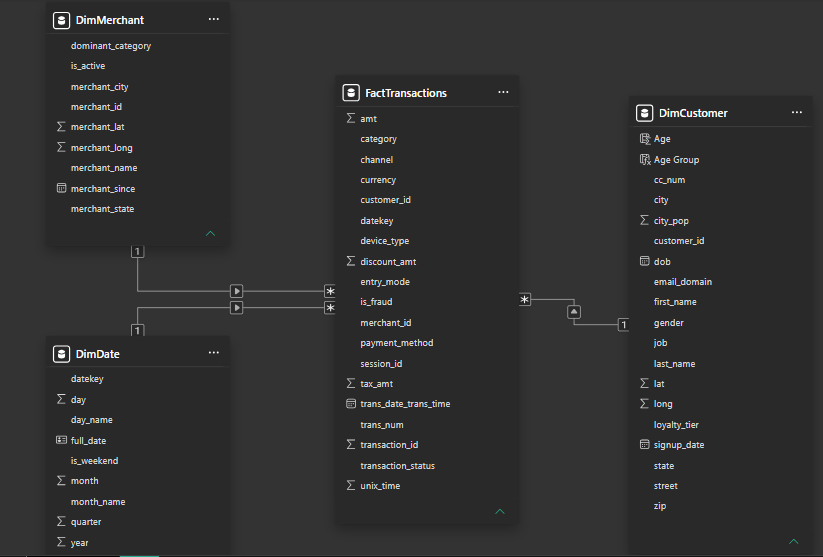 DimMerchant
dominant_category
is_active
merchant_city
merchant_id
merchant_lat
merchant_long
merchant_name
merchant_since
merchant_state
1
*
*
1
DimDate
datekey
day
day_name
full_date
is_weekend
month
month_name
quarter
year
FactTransactions
amt
category
channel
currency
customer_id
datekey
device_type
discount_amt
entry_mode
is_fraud
merchant_id
payment_method
session_id
tax_amt
trans_date_trans_time
trans_num
transaction_id
transaction_status
unix_time
*
1
DimCustomer
Age
Age Group
cc_num
city
city_pop
customer_id
dob
email_domain
first_name
gender
job
last_name
lat
long
loyalty_tier
signup_date
state
street
zip